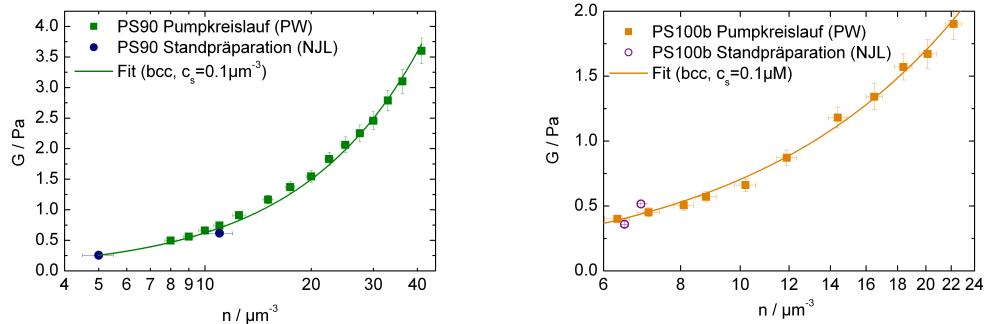 PS90 Pumpkreislauf (PW)
PS90 Standpräparation (NJL)
Fit (bcc, cs=0.1µm-3)
4.0
3.5
3.0
2.5
2.0
1.5
1.0
0.5
0.0
G / Pa
4 5 6 7 8 9 10 20 30 40
n / µm-3
PS100b Pumpkreislauf (PW)
PS100b Standpräparation (NJL)
Fit (bcc, cs=0.1µM)
2.0
1.5
1.0
0.5
0.0
G / Pa
6 8 10 12 14 16 18 20 22 24
n / µm-3